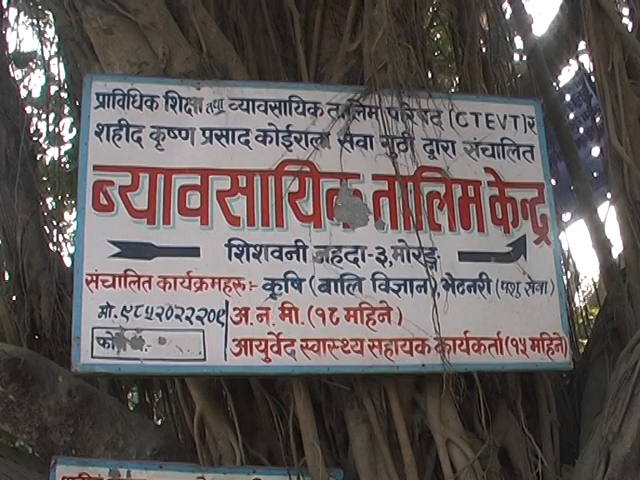 प्राविधिक शिक्षा तथा व्यावसायिक तालिम परिषद (CTEVT) र
शहीद कृष्ण प्रसाद कोईराला सेवा गुठी द्वारा संचालित
ब्यावसायिक तालिम केन्द्र
शिशवनी जहदा-३, मोरङ्ग
संचालित कार्यक्रमहरू:- कृषि (बालि विज्ञान), भेटनरी (पशु सेवा)
मो. ९८५२०२२२०९ अ.न.मी. (१८ महिने)
आयुर्वेद स्वास्थ्य सहायक कार्यकर्ता (१५ महिने)